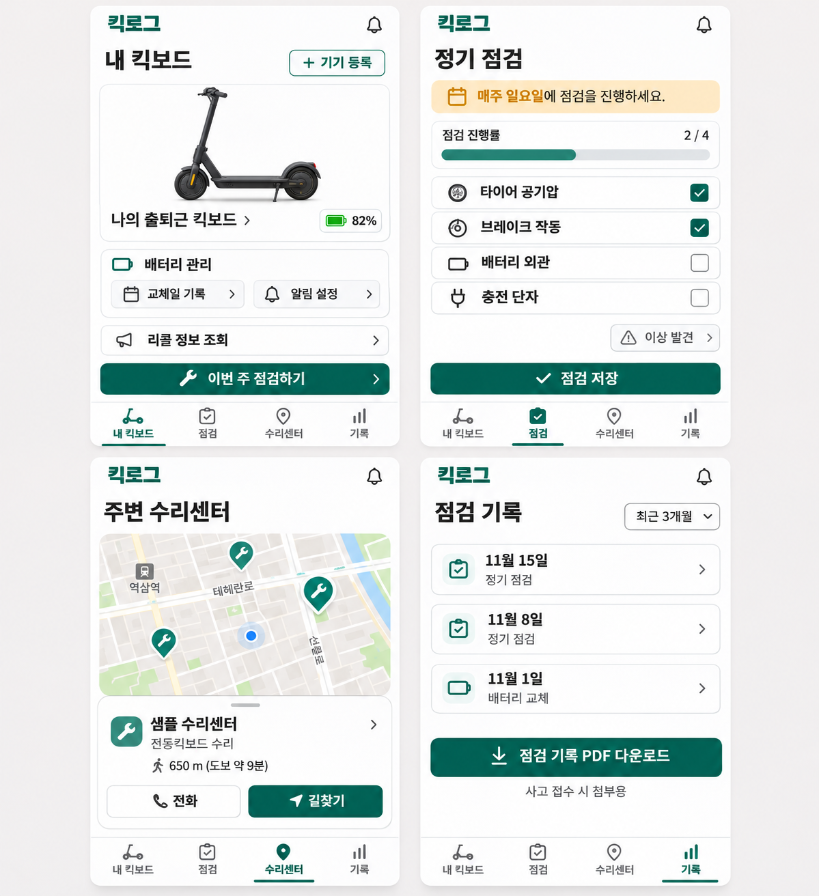 킥로그
내 킥보드
+ 기기 등록
나의 출퇴근 킥보드
82%
배터리 관리
교체일 기록
알림 설정
리콜 정보 조회
이번 주 점검하기
내 킥보드
점검
수리센터
기록
킥로그
정기 점검
매주 일요일에 점검을 진행하세요.
점검 진행률
2 / 4
타이어 공기압
브레이크 작동
배터리 외관
충전 단자
이상 발견
점검 저장
내 킥보드
점검
수리센터
기록
킥로그
주변 수리센터
역삼역
테헤란로
선릉로
샘플 수리센터
전동킥보드 수리
650 m (도보 약 9분)
전화
길찾기
내 킥보드
점검
수리센터
기록
킥로그
점검 기록
최근 3개월
11월 15일
정기 점검
11월 8일
정기 점검
11월 1일
배터리 교체
점검 기록 PDF 다운로드
사고 접수 시 첨부용
내 킥보드
점검
수리센터
기록